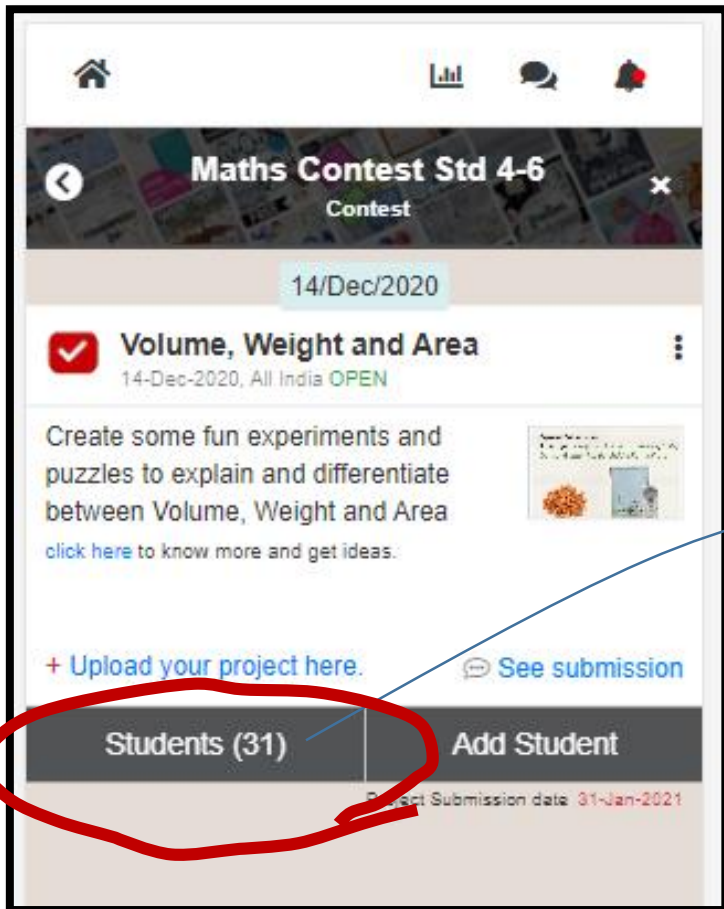 Maths Contest Std 4-6
Contest
14/Dec/2020
Volume, Weight and Area
14-Dec-2020, All India OPEN
Create some fun experiments and
puzzles to explain and differentiate
between Volume, Weight and Area
click here to know more and get ideas.
+ Upload your project here.
See submission
Students (31)
Add Student
Submission date 31-Jan-2021